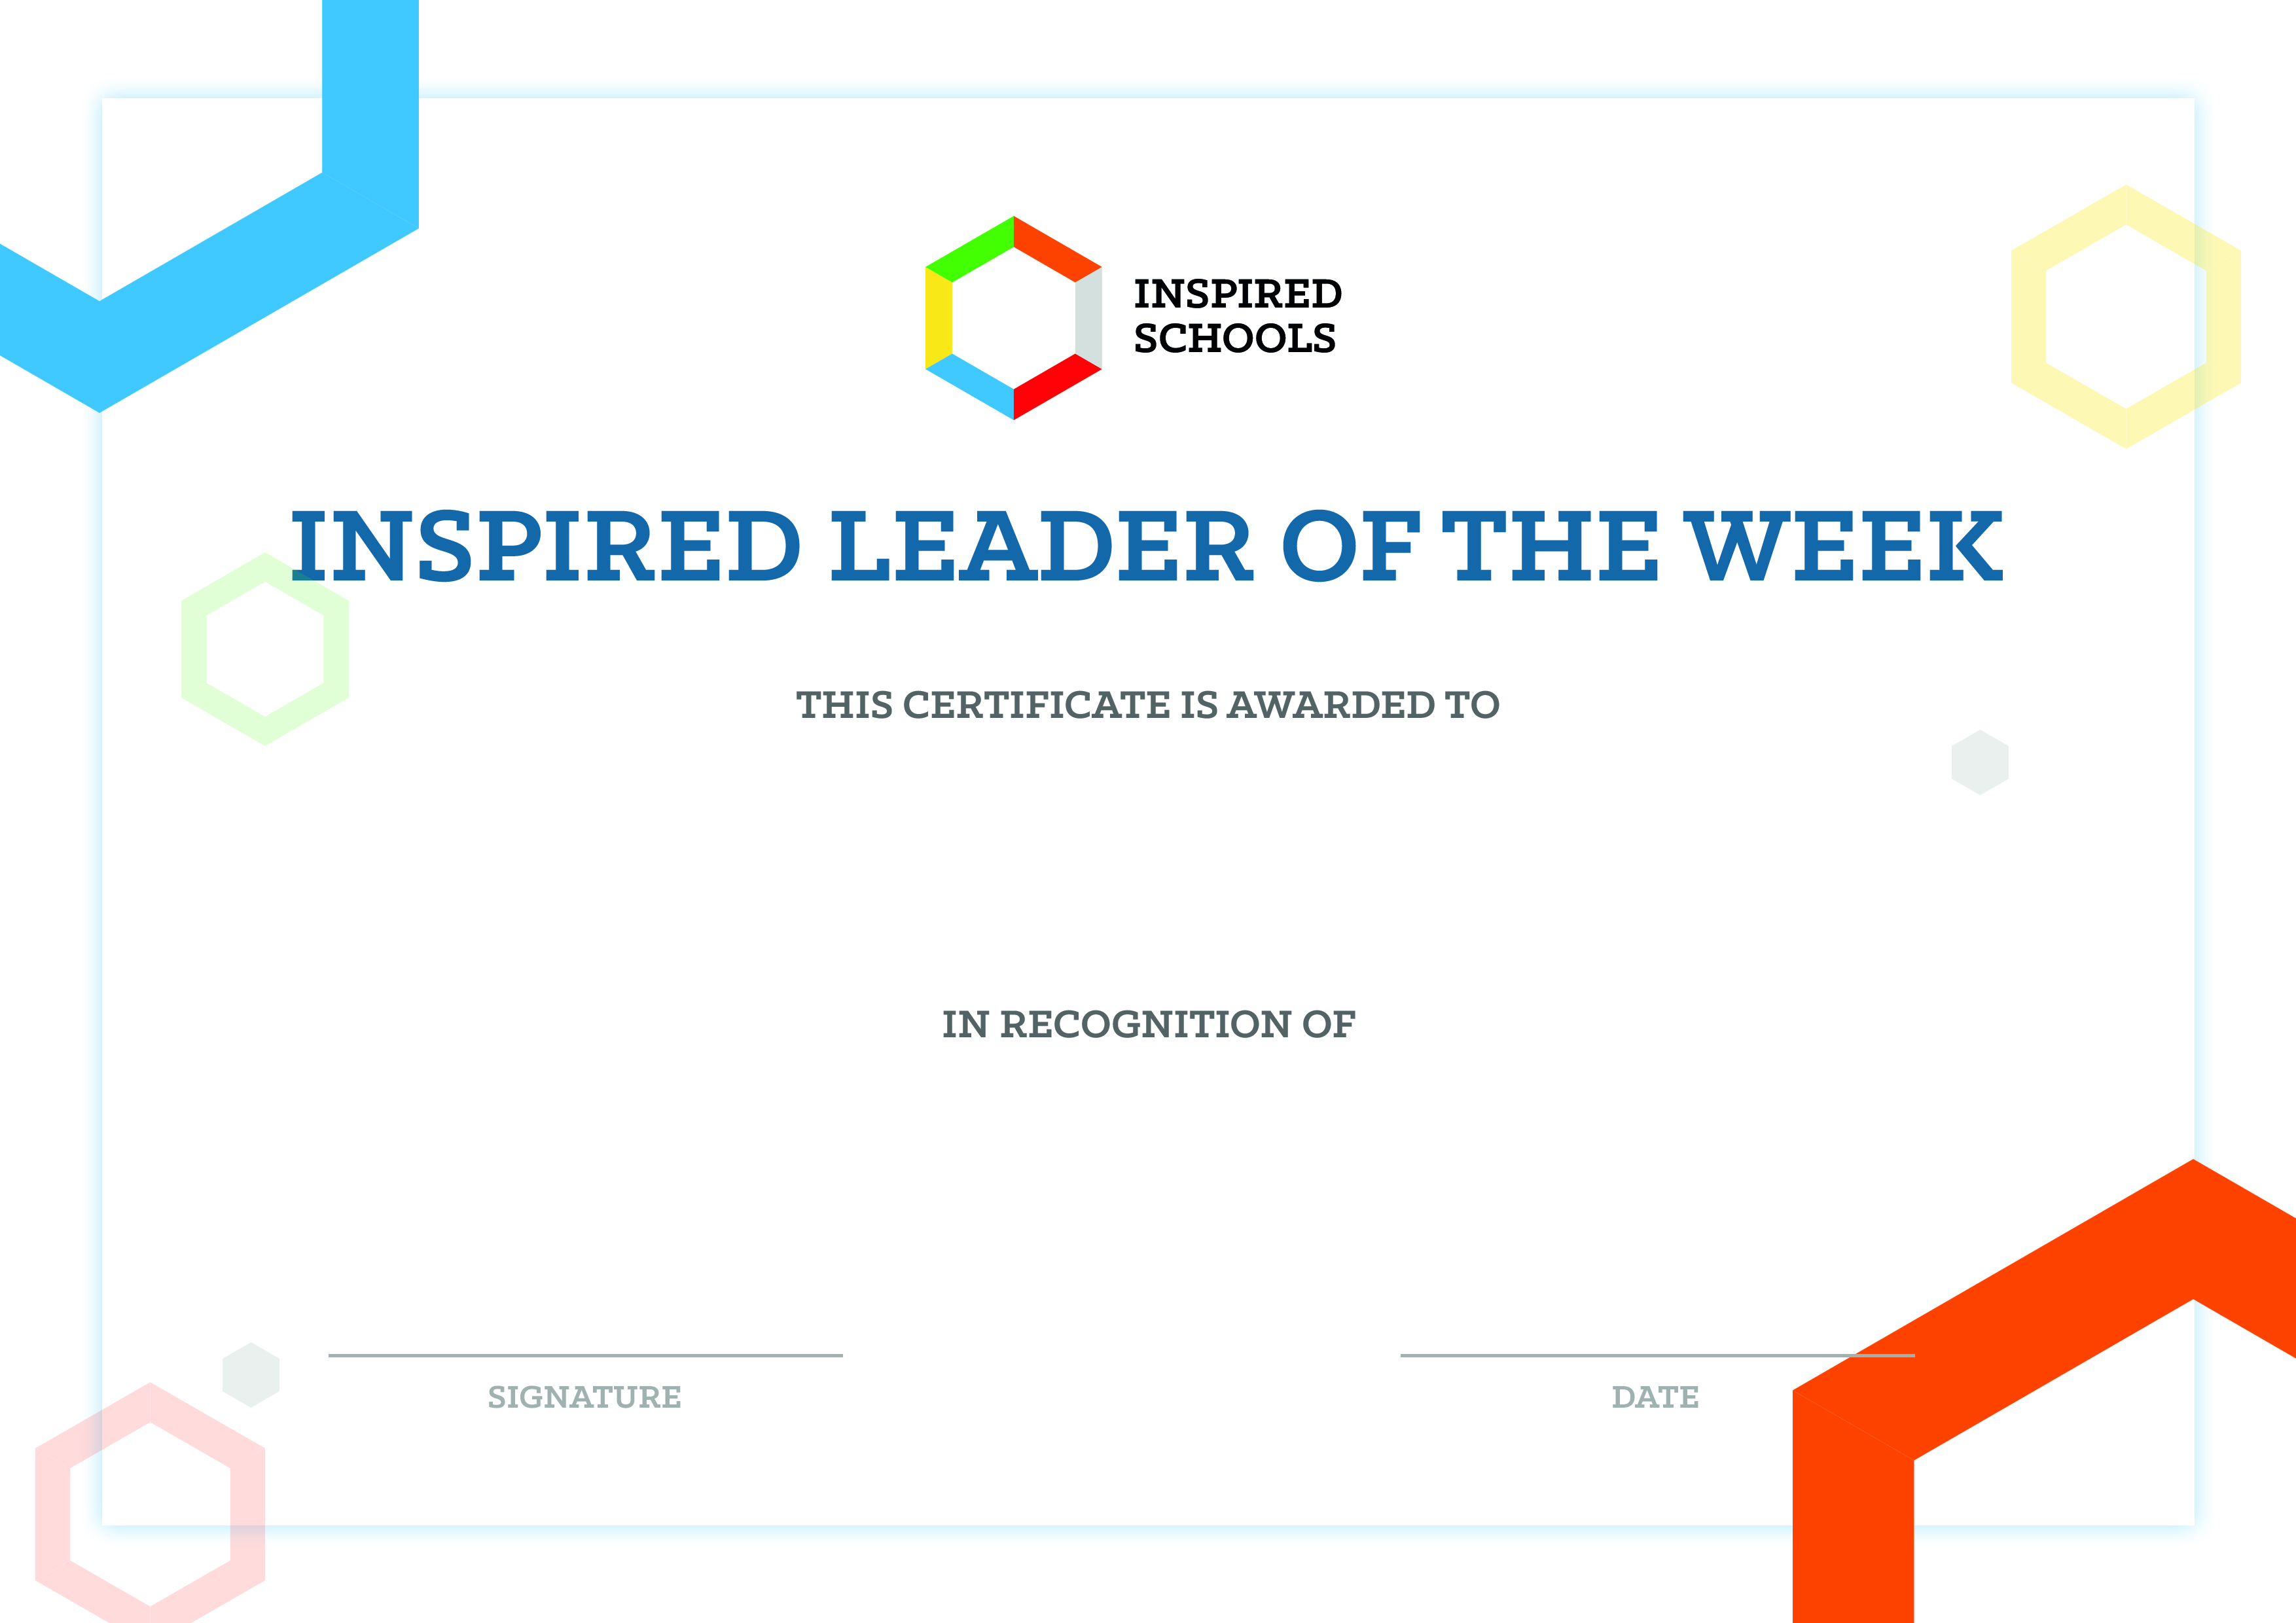 INSPIRED
SCHOOLS
INSPIRED LEADER OF THE WEEK
THIS CERTIFICATE IS AWARDED TO
IN RECOGNITION OF
SIGNATURE
DATE